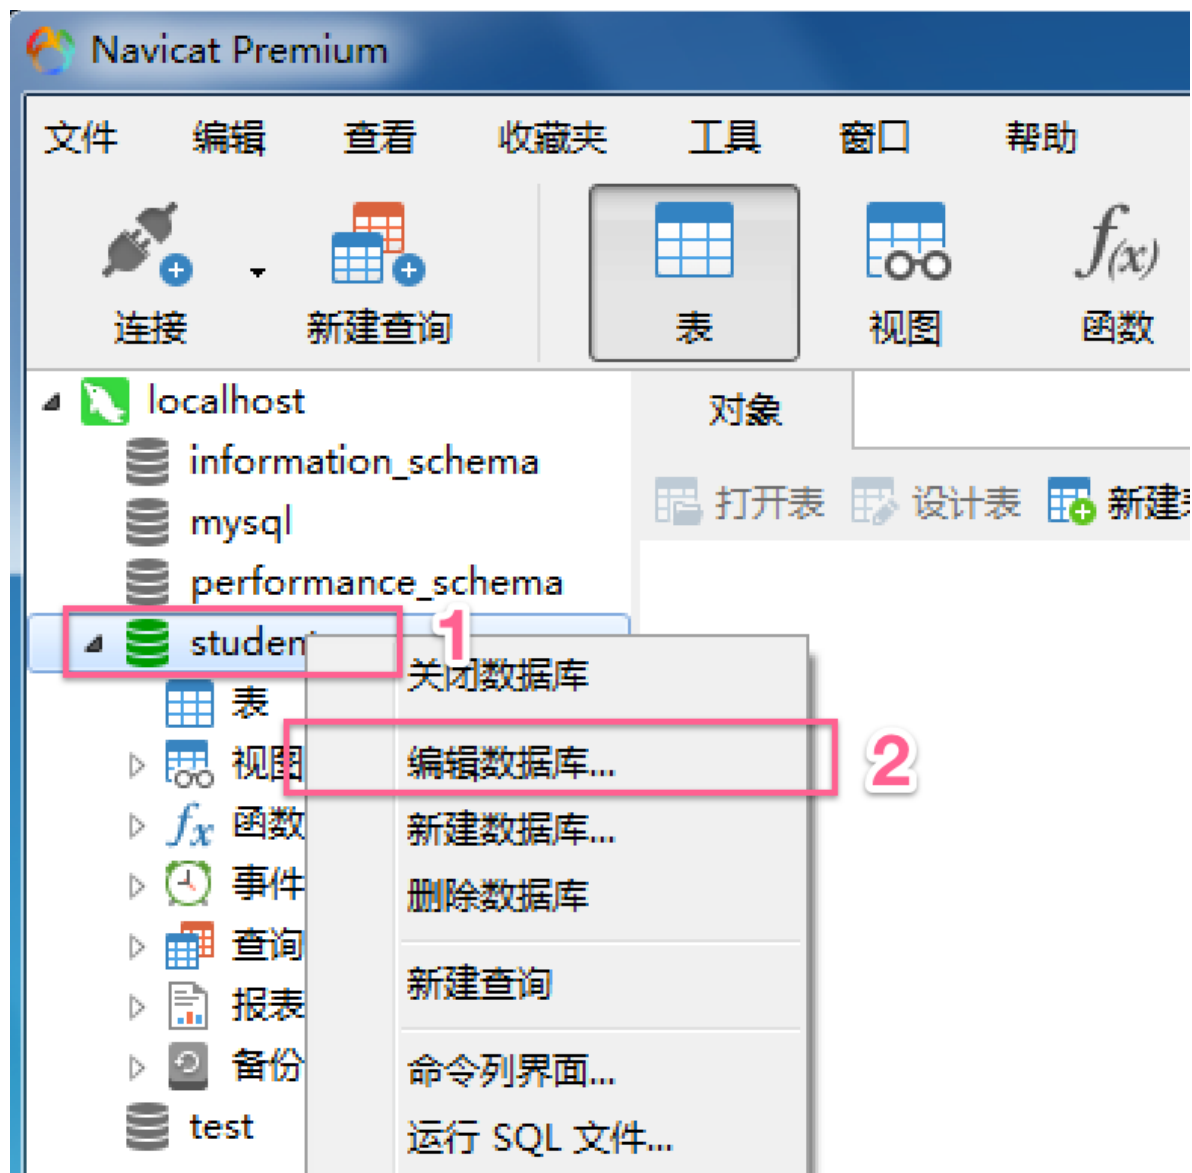 Navicat Premium
文件 编辑 查看 收藏夹 工具 窗口 帮助
连接 新建查询 表 视图 f(x) 函数
localhost
对象
information_schema
打开表 设计表 新建表
mysql
performance_schema
student
1
关闭数据库
表
编辑数据库...
2
视图
新建数据库...
fx 函数
删除数据库
事件
查询
新建查询
报表
备份
命令列界面...
test
运行 SQL 文件...